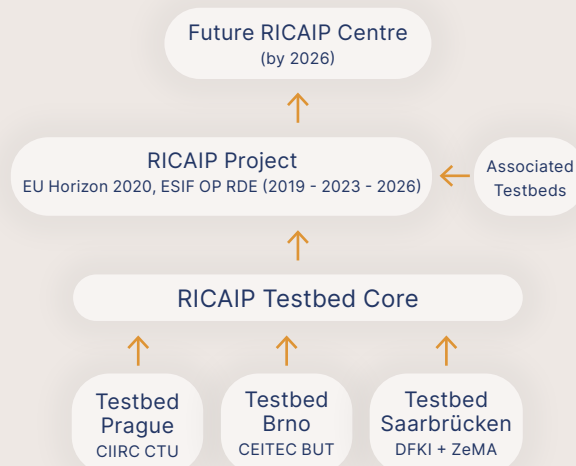 Future RICAIP Centre
(by 2026)
RICAIP Project
EU Horizon 2020, ESIF OP RDE (2019 - 2023 - 2026)
Associated
Testbeds
RICAIP Testbed Core
Testbed
Prague
CIIRC CTU
Testbed
Brno
CEITEC BUT
Testbed
Saarbrücken
DFKI + ZeMA